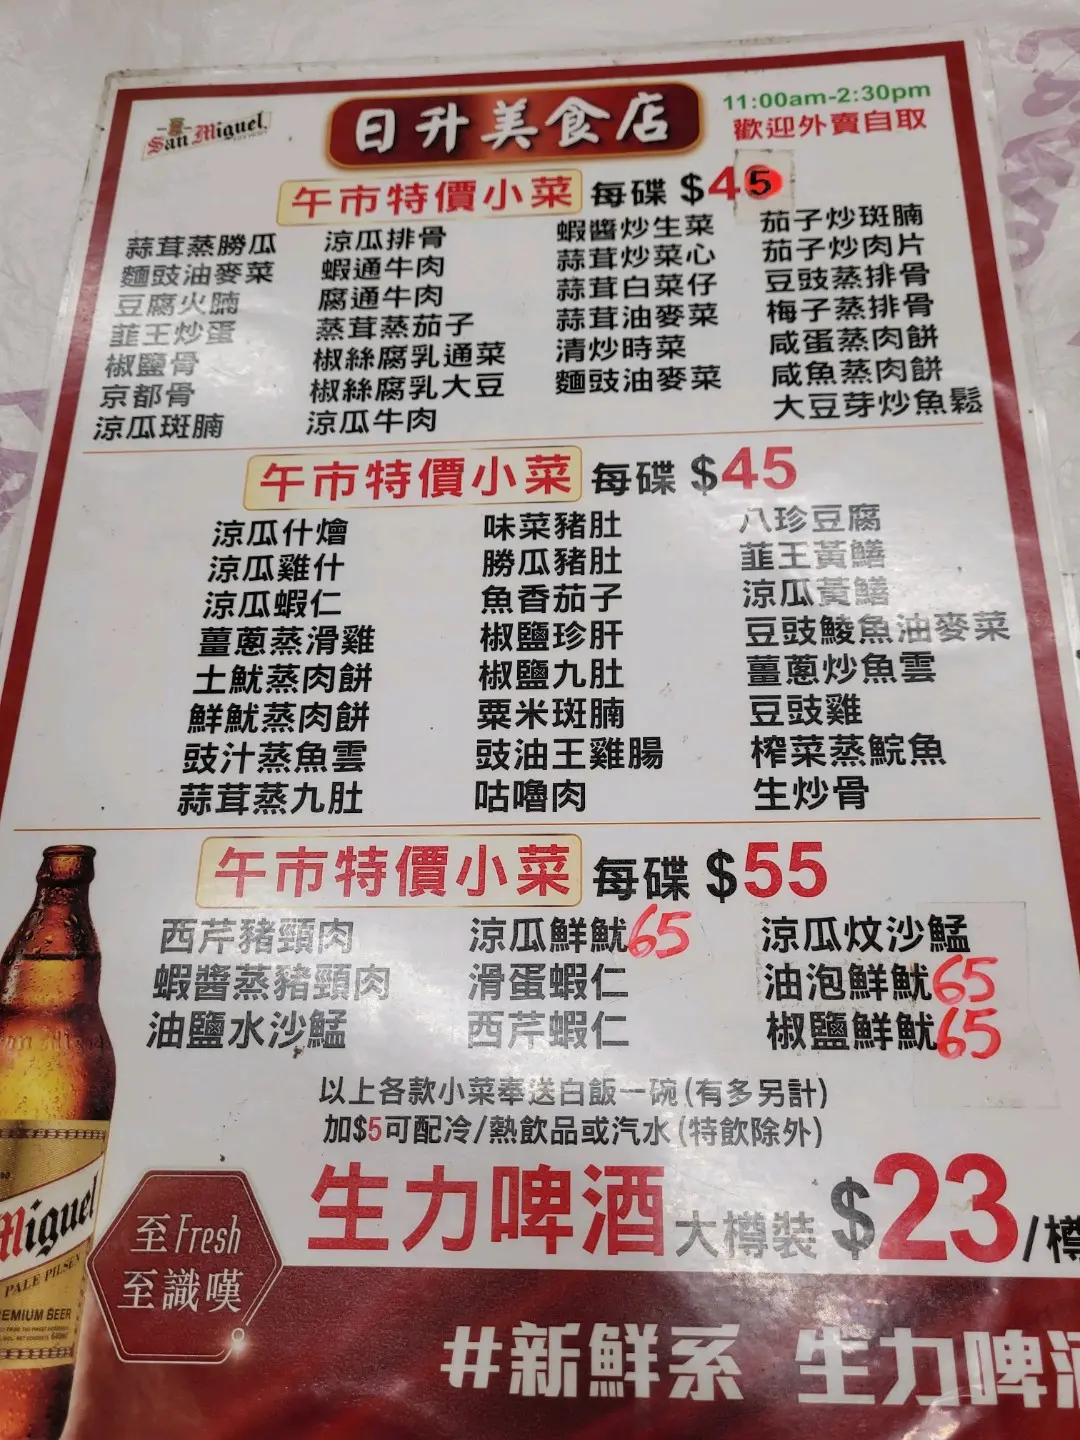 San Miguel
日升美食店
11:00am-2:30pm
歡迎外賣自取
午市特價小菜 每碟 $45
蒜茸蒸勝瓜
麵豉油麥菜
豆腐火腩
韮王炒蛋
椒鹽骨
京都骨
涼瓜斑腩
涼瓜排骨
蝦通牛肉
腐通牛肉
蒸茸蒸茄子
椒絲腐乳通菜
椒絲腐乳大豆
涼瓜牛肉
蝦醬炒生菜
蒜茸炒菜心
蒜茸白菜仔
蒜茸油麥菜
清炒時菜
麵豉油麥菜
茄子炒斑腩
茄子炒肉片
豆豉蒸排骨
梅子蒸排骨
咸蛋蒸肉餅
咸魚蒸肉餅
大豆芽炒魚鬆
午市特價小菜 每碟 $45
涼瓜什燴
涼瓜雞什
涼瓜蝦仁
薑蔥蒸滑雞
土魷蒸肉餅
鮮魷蒸肉餅
豉汁蒸魚雲
蒜茸蒸九肚
味菜豬肚
勝瓜豬肚
魚香茄子
椒鹽珍肝
椒鹽九肚
粟米斑腩
豉油王雞腸
咕嚕肉
八珍豆腐
韮王黃鱔
涼瓜黃鱔
豆豉鯪魚油麥菜
薑蔥炒魚雲
豆豉雞
榨菜蒸鯇魚
生炒骨
午市特價小菜 每碟 $55
西芹豬頸肉
蝦醬蒸豬頸肉
油鹽水沙鯭
涼瓜鮮魷65
滑蛋蝦仁
西芹蝦仁
涼瓜炆沙鯭
油泡鮮魷65
椒鹽鮮魷65
以上各款小菜奉送白飯一碗(有多另計)
加$5可配冷/熱飲品或汽水(特飲除外)
生力啤酒 大樽裝 $23/樽
Miguel
PALE PILSEN
EMIUM BEER
至Fresh
至識嘆
#新鮮系 生力啤酒